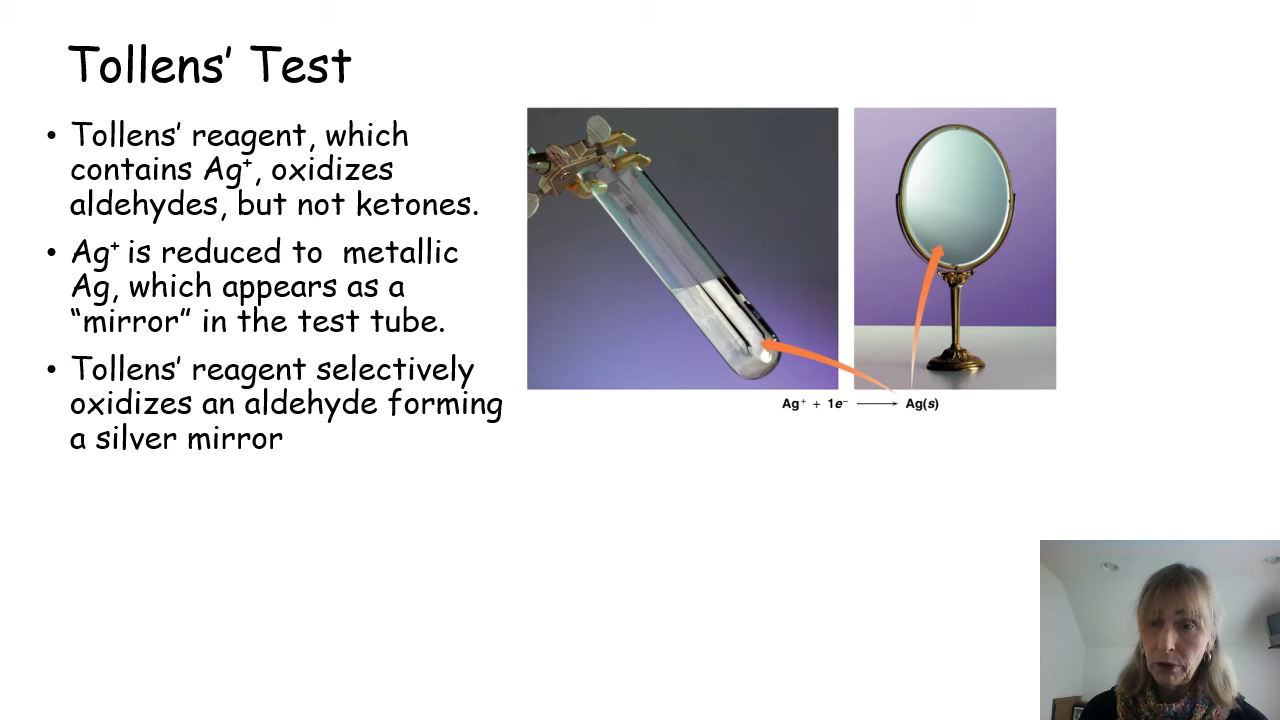 Tollens’ Test
• Tollens’ reagent, which
contains Ag⁺, oxidizes
aldehydes, but not ketones.
• Ag⁺ is reduced to  metallic
Ag, which appears as a
“mirror” in the test tube.
• Tollens’ reagent selectively
oxidizes an aldehyde forming
a silver mirror
Ag⁺ + 1e⁻ ⟶ Ag(s)